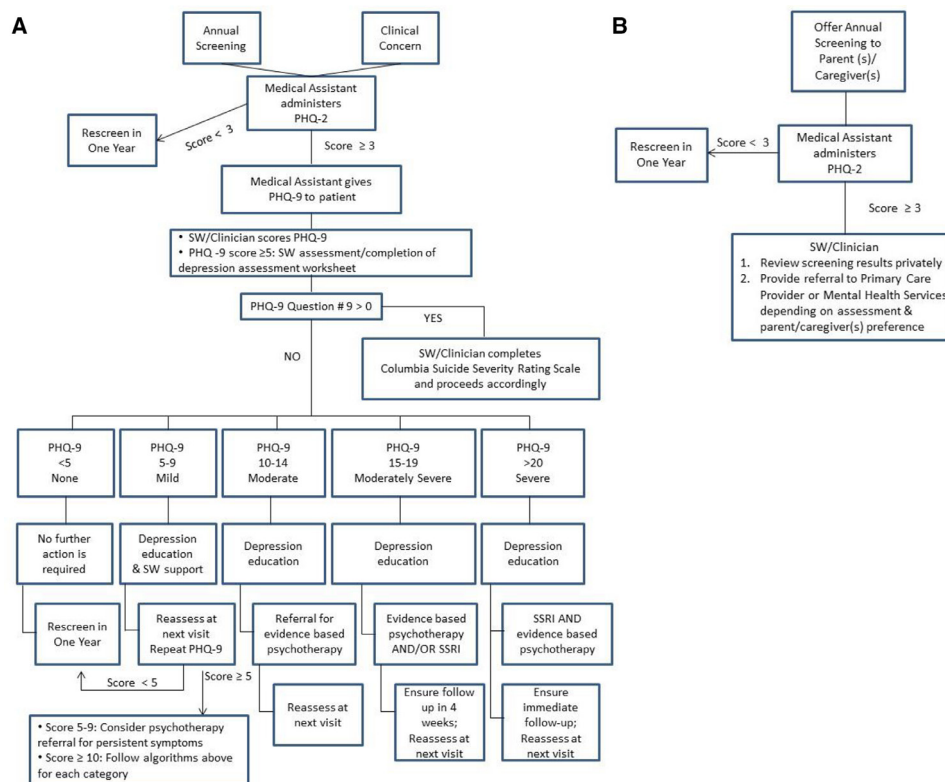 A
Annual
Screening
Clinical
Concern
Medical Assistant
administers
PHQ-2
Score < 3
Rescreen in
One Year
Score ≥ 3
Medical Assistant gives
PHQ-9 to patient
• SW/Clinician scores PHQ-9
• PHQ -9 score ≥5: SW assessment/completion of
depression assessment worksheet
PHQ-9 Question # 9 > 0
YES
NO
SW/Clinician completes
Columbia Suicide Severity Rating Scale
and proceeds accordingly
PHQ-9
<5
None
PHQ-9
5-9
Mild
PHQ-9
10-14
Moderate
PHQ-9
15-19
Moderately Severe
PHQ-9
>20
Severe
No further
action is
required
Depression
education
& SW support
Depression
education
Depression
education
Depression
education
Rescreen in
One Year
Reassess at
next visit
Repeat PHQ-9
Referral for
evidence based
psychotherapy
Evidence based
psychotherapy
AND/OR SSRI
SSRI AND
evidence based
psychotherapy
Score < 5
Score ≥ 5
Reassess at
next visit
Ensure follow
up in 4
weeks;
Reassess at
next visit
Ensure
immediate
follow-up;
Reassess at
next visit
• Score 5-9: Consider psychotherapy
referral for persistent symptoms
• Score ≥ 10: Follow algorithms above
for each category
B
Offer Annual
Screening to
Parent (s)/
Caregiver(s)
Medical Assistant
administers
PHQ-2
Score < 3
Rescreen in
One Year
Score ≥ 3
SW/Clinician
1. Review screening results privately
2. Provide referral to Primary Care
Provider or Mental Health Services
depending on assessment &
parent/caregiver(s) preference